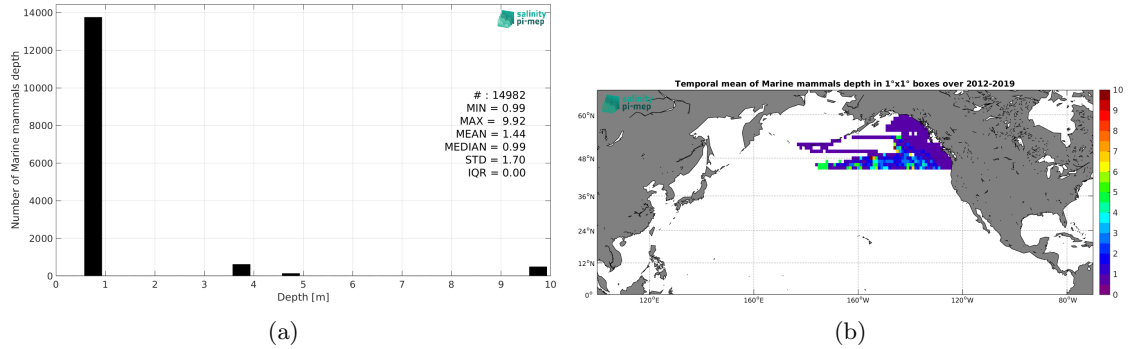 14000
12000
10000
8000
6000
4000
2000
0
Number of Marine mammals depth
salinity
pi-mep
# : 14982
MIN = 0.99
MAX = 9.92
MEAN = 1.44
MEDIAN = 0.99
STD = 1.70
IQR = 0.00
0 1 2 3 4 5 6 7 8 9 10
Depth [m]
(a)
Temporal mean of Marine mammals depth in 1°x1° boxes over 2012-2019
salinity
pi-mep
60°N
48°N
36°N
24°N
12°N
0°
120°E 160°E 160°W 120°W 80°W
10
9
8
7
6
5
4
3
2
1
0
(b)